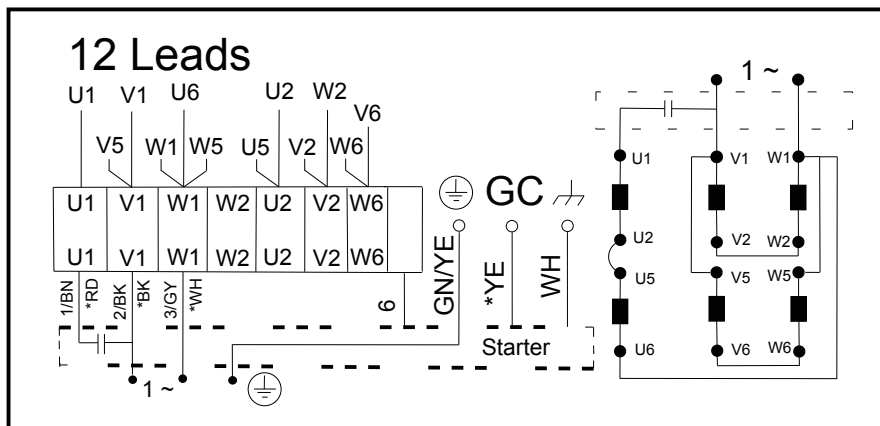 12 Leads
U1 V1 U6 U2 W2
V6
V5 W1 W5 U5 V2 W6
U1 V1 W1 W2 U2 V2 W6
U1 V1 W1 W2 U2 V2 W6
1/BN *RD 2/BK *BK 3/GY *WH 6
GC
GN/YE *YE WH
Starter
1 ~
1 ~
U1 V1 W1
U2 V2 W2
U5 V5 W5
U6 V6 W6